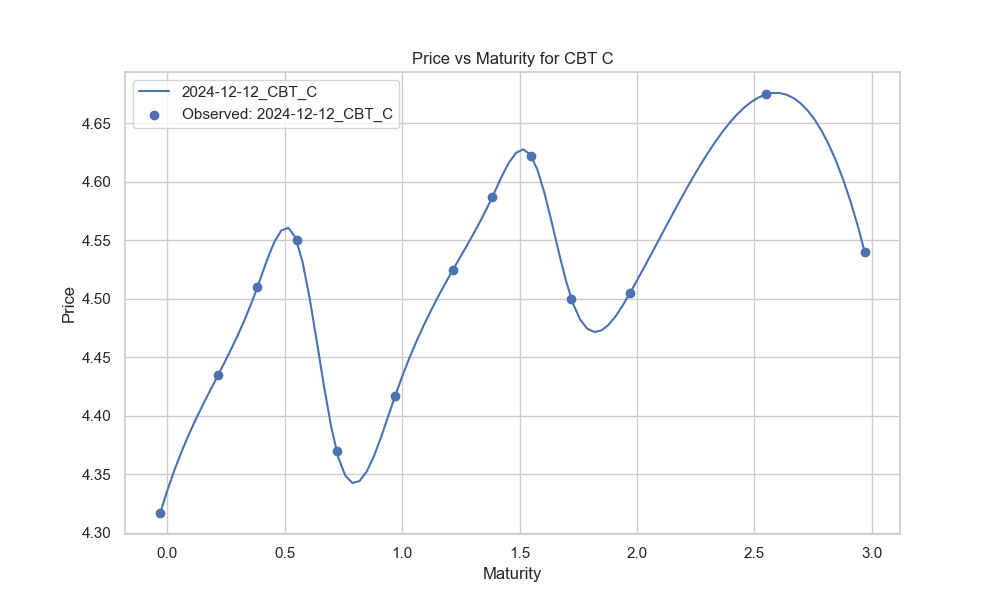 Price vs Maturity for CBT C
2024-12-12_CBT_C
Observed: 2024-12-12_CBT_C
Price
4.65
4.60
4.55
4.50
4.45
4.40
4.35
4.30
0.0 0.5 1.0 1.5 2.0 2.5 3.0
Maturity